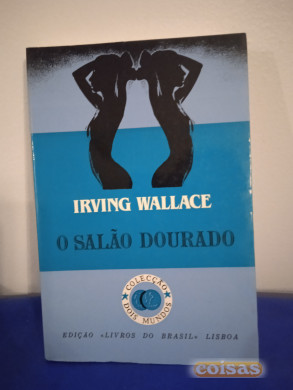 IRVING WALLACE
O SALÃO DOURADO
COLECÇÃO
DOIS MUNDOS
EDIÇÃO «LIVROS DO BRASIL» LISBOA
coisas